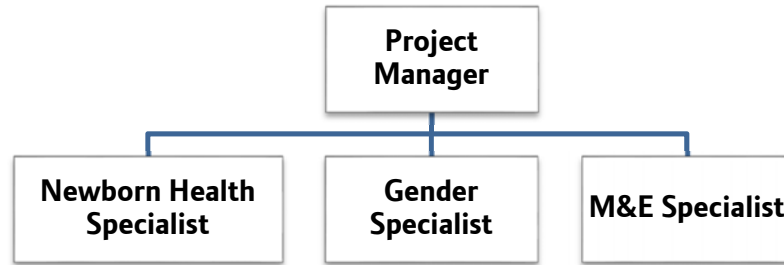 Project
Manager
Newborn Health
Specialist
Gender
Specialist
M&E Specialist